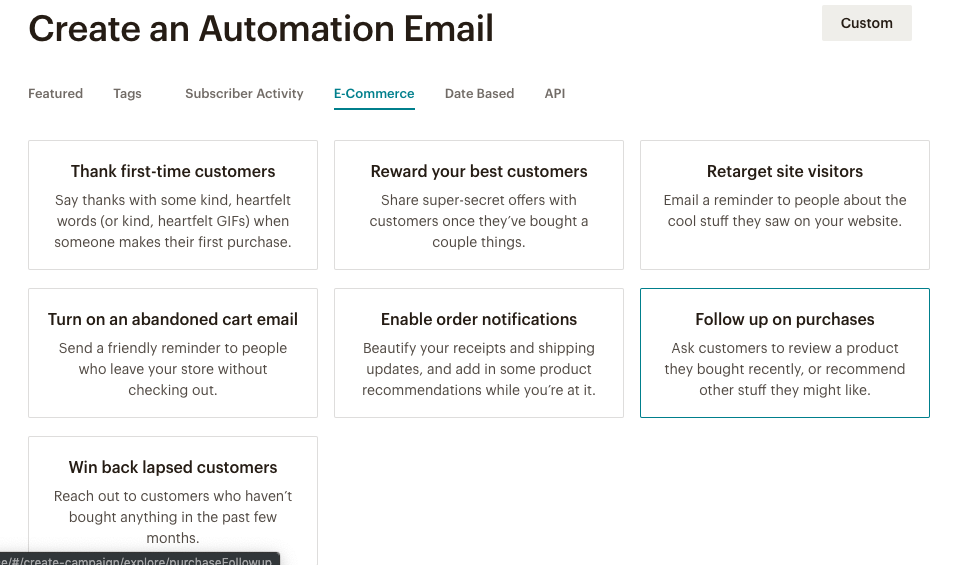 Create an Automation Email
Custom
Featured Tags Subscriber Activity E-Commerce Date Based API
Thank first-time customers
Say thanks with some kind, heartfelt
words (or kind, heartfelt GIFs) when
someone makes their first purchase.
Reward your best customers
Share super-secret offers with
customers once they’ve bought a
couple things.
Retarget site visitors
Email a reminder to people about the
cool stuff they saw on your website.
Turn on an abandoned cart email
Send a friendly reminder to people
who leave your store without
checking out.
Enable order notifications
Beautify your receipts and shipping
updates, and add in some product
recommendations while you’re at it.
Follow up on purchases
Ask customers to review a product
they bought recently, or recommend
other stuff they might like.
Win back lapsed customers
Reach out to customers who haven’t
bought anything in the past few
months.
e/#/create-campaign/explore/purchaseFollowup